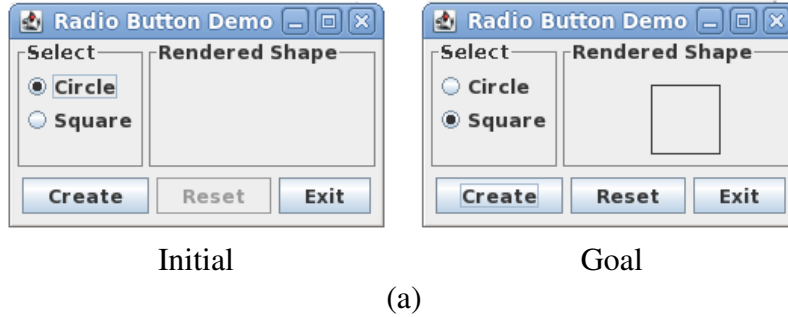 Radio Button Demo
Select
Rendered Shape
Circle
Square
Create
Reset
Exit
Initial
Radio Button Demo
Select
Rendered Shape
Circle
Square
Create
Reset
Exit
Goal
(a)